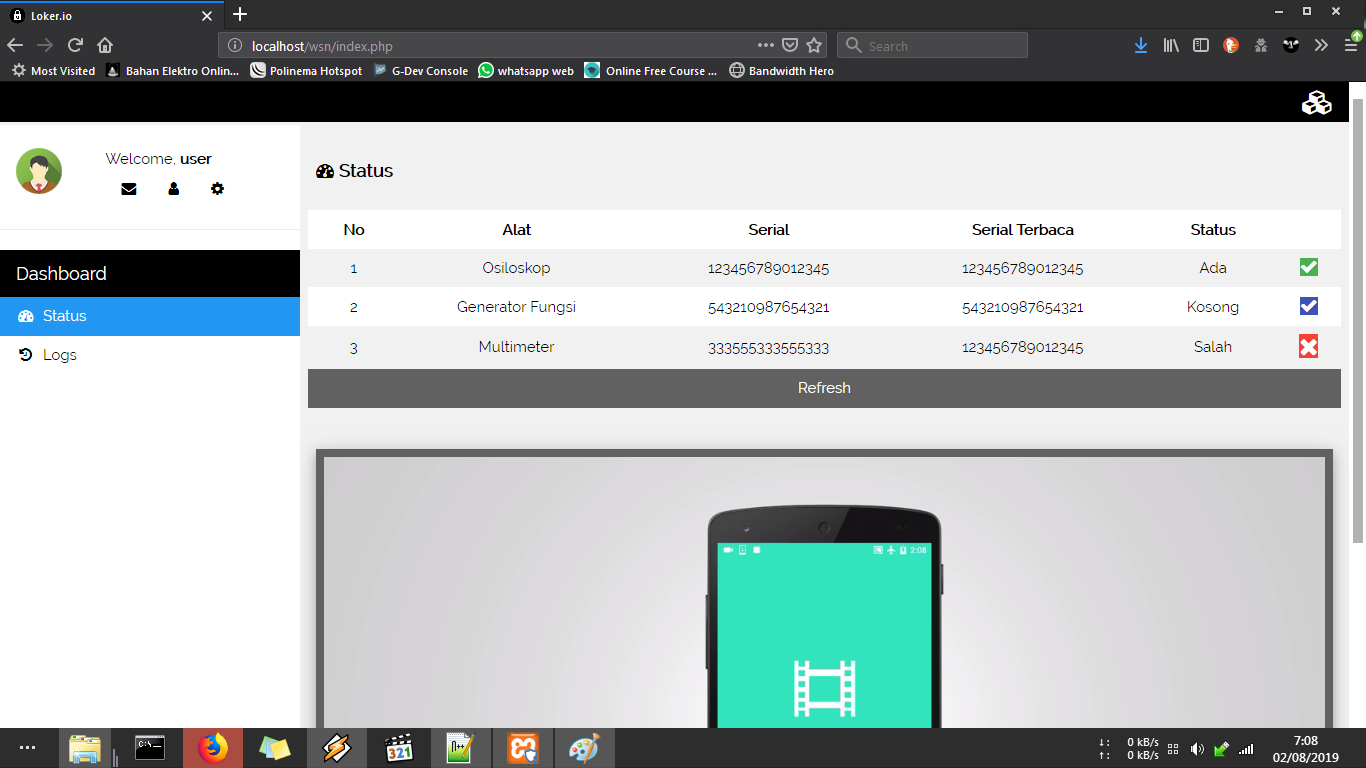 Loker.io
localhost/wsn/index.php
Search
Most Visited Bahan Elektro Onlin... Polinema Hotspot G-Dev Console whatsapp web Online Free Course ... Bandwidth Hero
Welcome, user
Dashboard
Status
Logs
Status
No Alat Serial Serial Terbaca Status
1 Osiloskop 123456789012345 123456789012345 Ada
2 Generator Fungsi 543210987654321 543210987654321 Kosong
3 Multimeter 333555333555333 123456789012345 Salah
Refresh
2:08
C:\_
321
N++
0 kB/s
0 kB/s
7:08
02/08/2019